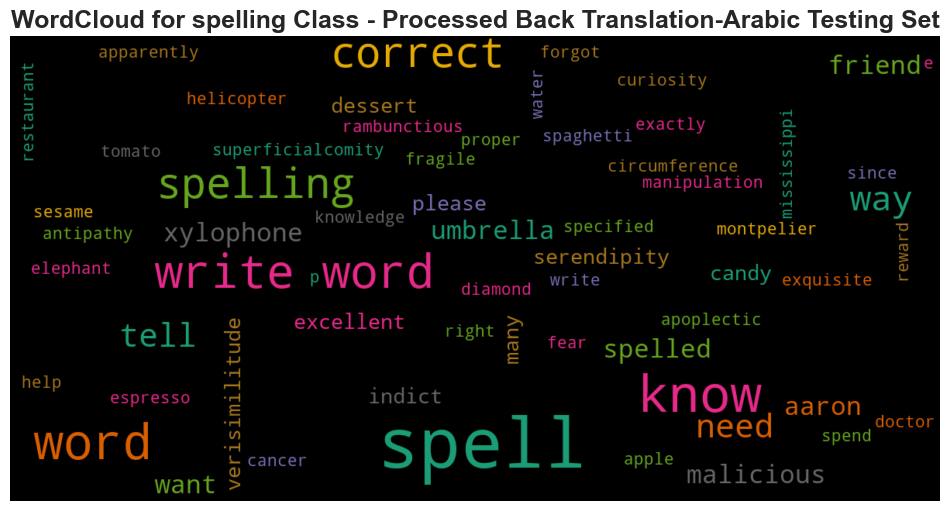 WordCloud for spelling Class - Processed Back Translation-Arabic Testing Set
apparently
correct
forgot
friend
e
restaurant
helicopter
dessert
water
curiosity
rambunctious
proper
spaghetti
exactly
mississippi
tomato
superficialcomity
fragile
circumference
manipulation
since
spelling
sesame
knowledge
please
way
antipathy
xylophone
umbrella
specified
montpelier
reward
elephant
write word
p
serendipity
write
candy
exquisite
diamond
excellent
right
many
apoplectic
tell
verisimilitude
fear
spelled
help
espresso
indict
know
aaron
word
spell
need
doctor
spend
cancer
apple
want
malicious